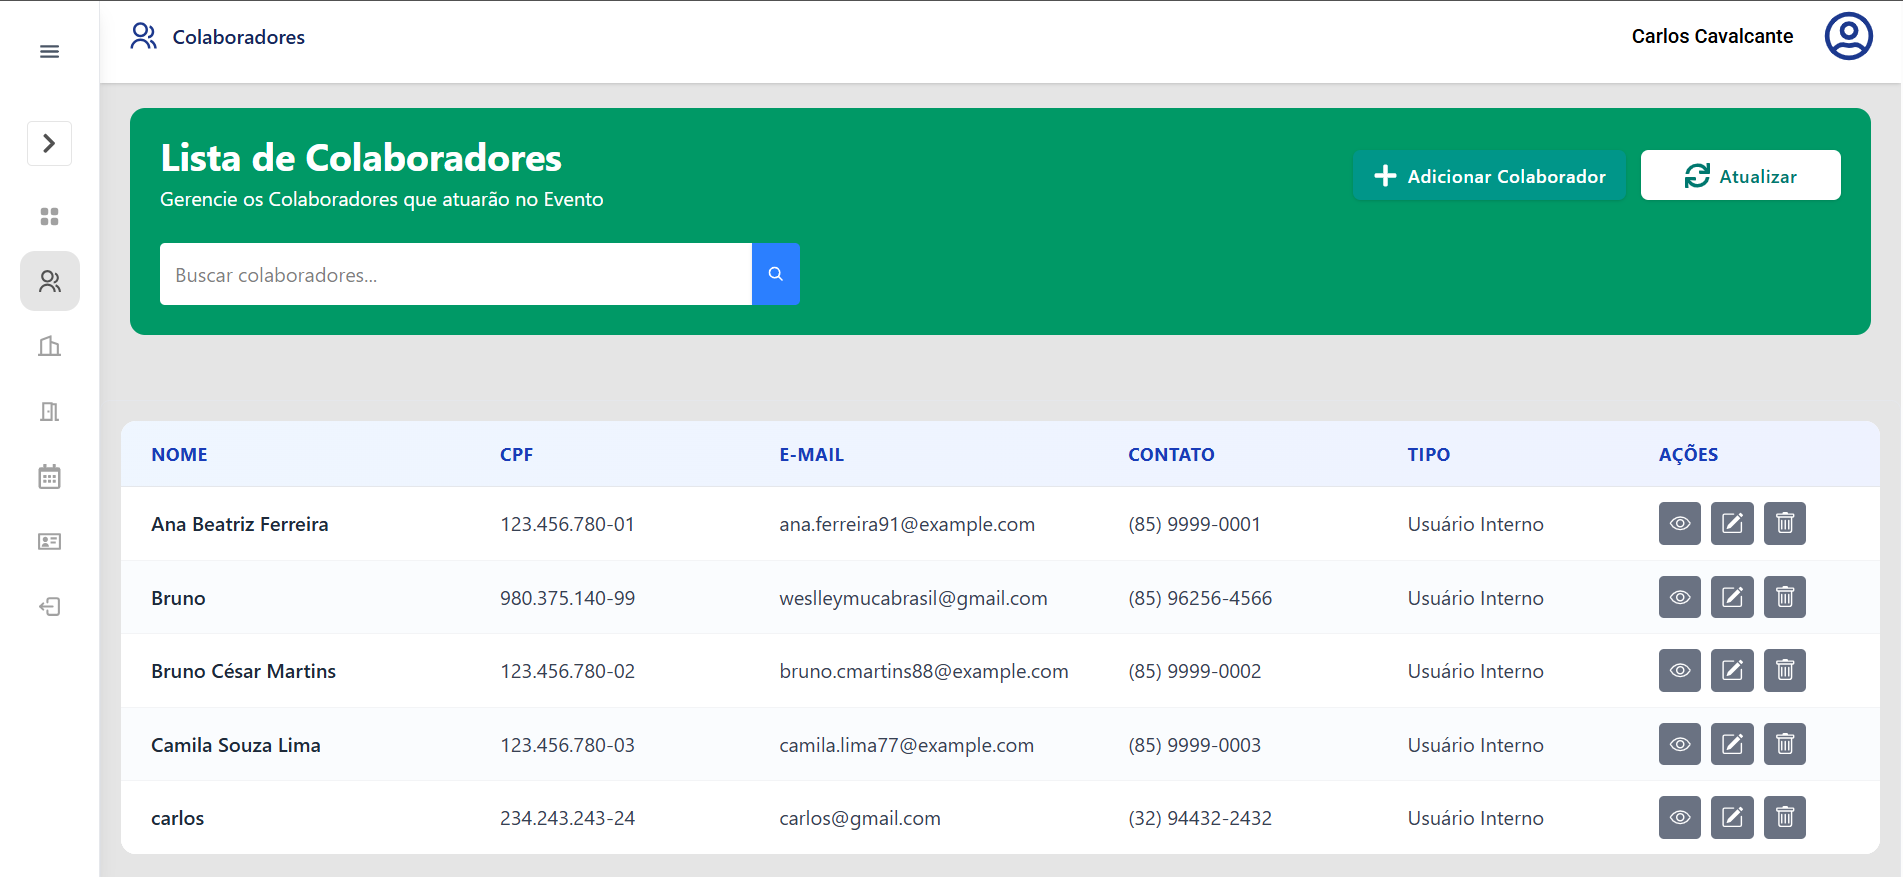 Colaboradores
Carlos Cavalcante
Lista de Colaboradores
Gerencie os Colaboradores que atuarão no Evento
Adicionar Colaborador
Atualizar
Buscar colaboradores...
NOME CPF E-MAIL CONTATO TIPO AÇÕES
Ana Beatriz Ferreira 123.456.780-01 ana.ferreira91@example.com (85) 9999-0001 Usuário Interno
Bruno 980.375.140-99 weslleymucabrasil@gmail.com (85) 96256-4566 Usuário Interno
Bruno César Martins 123.456.780-02 bruno.cmartins88@example.com (85) 9999-0002 Usuário Interno
Camila Souza Lima 123.456.780-03 camila.lima77@example.com (85) 9999-0003 Usuário Interno
carlos 234.243.243-24 carlos@gmail.com (32) 94432-2432 Usuário Interno